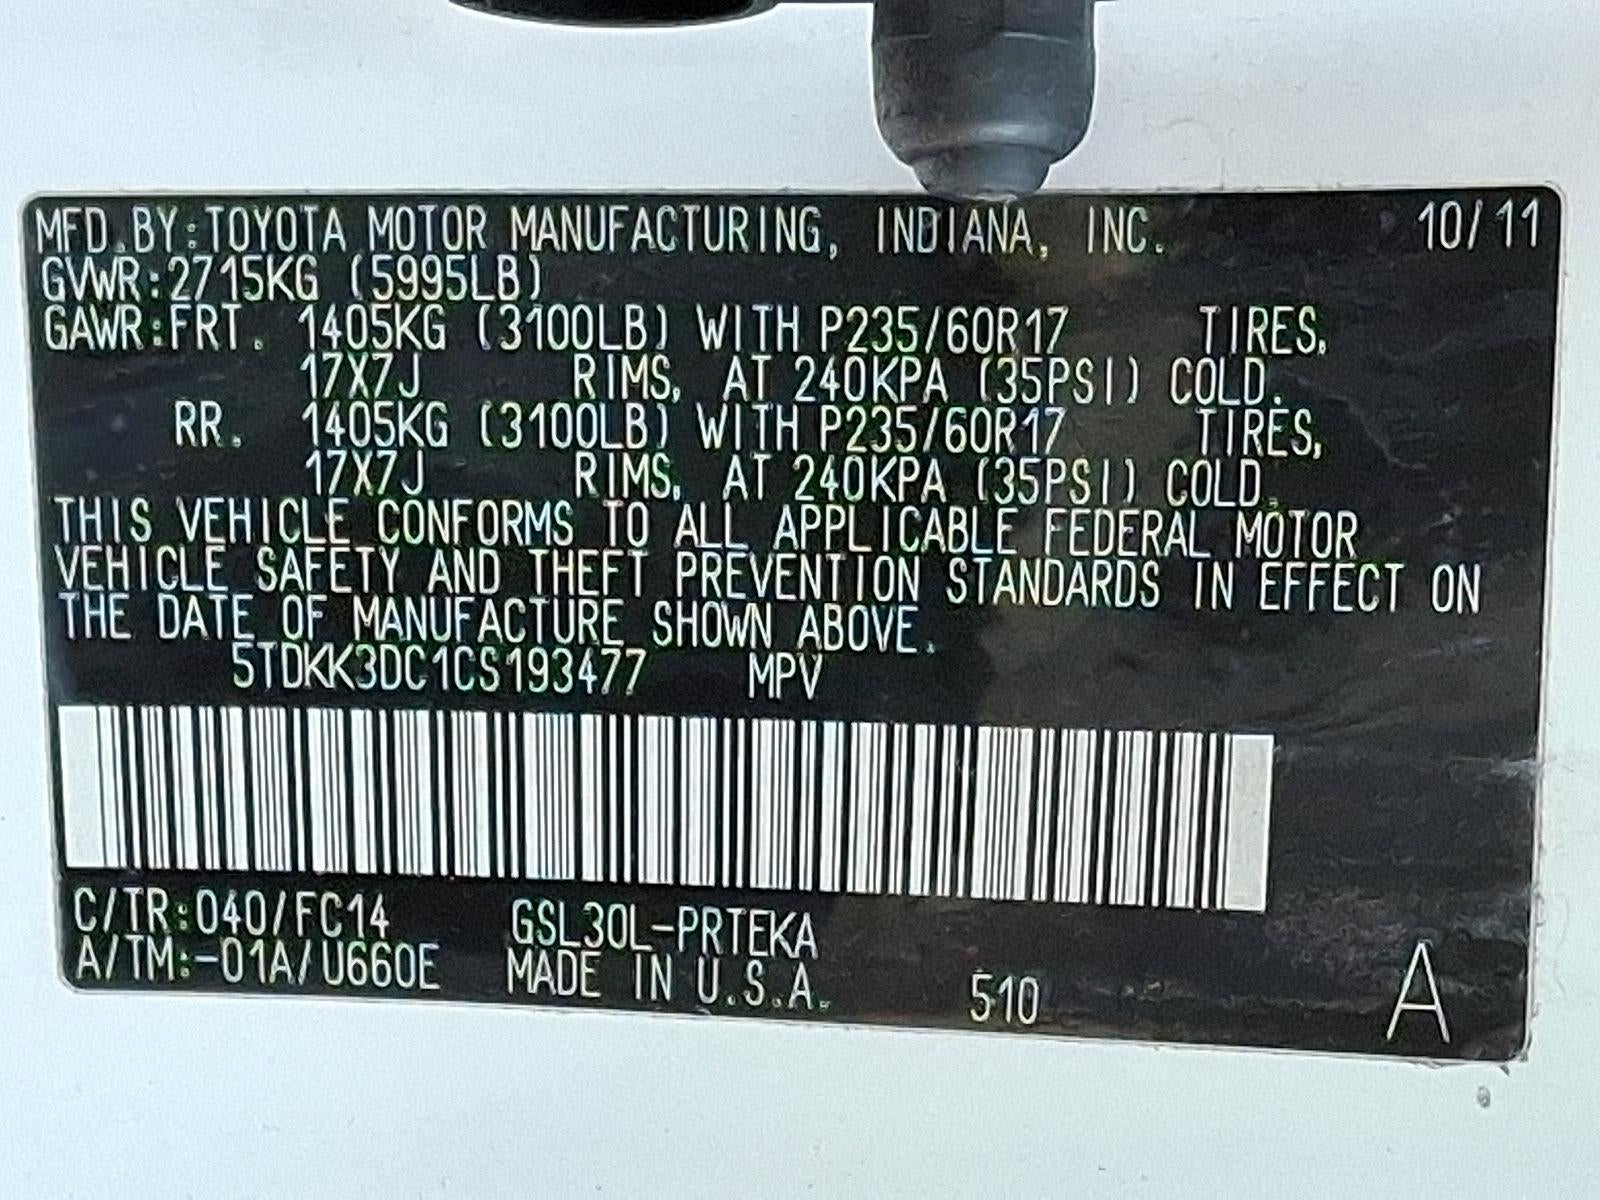 MFD.BY:TOYOTA MOTOR MANUFACTURING, INDIANA, INC. 10/11
GVWR:2715KG (5995LB)
GAWR:FRT. 1405KG (3100LB) WITH P235/60R17 TIRES,
17X7J RIMS, AT 240KPA (35PSI) COLD.
RR. 1405KG (3100LB) WITH P235/60R17 TIRES,
17X7J RIMS, AT 240KPA (35PSI) COLD.
THIS VEHICLE CONFORMS TO ALL APPLICABLE FEDERAL MOTOR
VEHICLE SAFETY AND THEFT PREVENTION STANDARDS IN EFFECT ON
THE DATE OF MANUFACTURE SHOWN ABOVE.
5TDKK3DC1CS193477 MPV
C/TR:040/FC14 GSL30L-PRTEKA
A/TM:-01A/U660E MADE IN U.S.A. 510 A